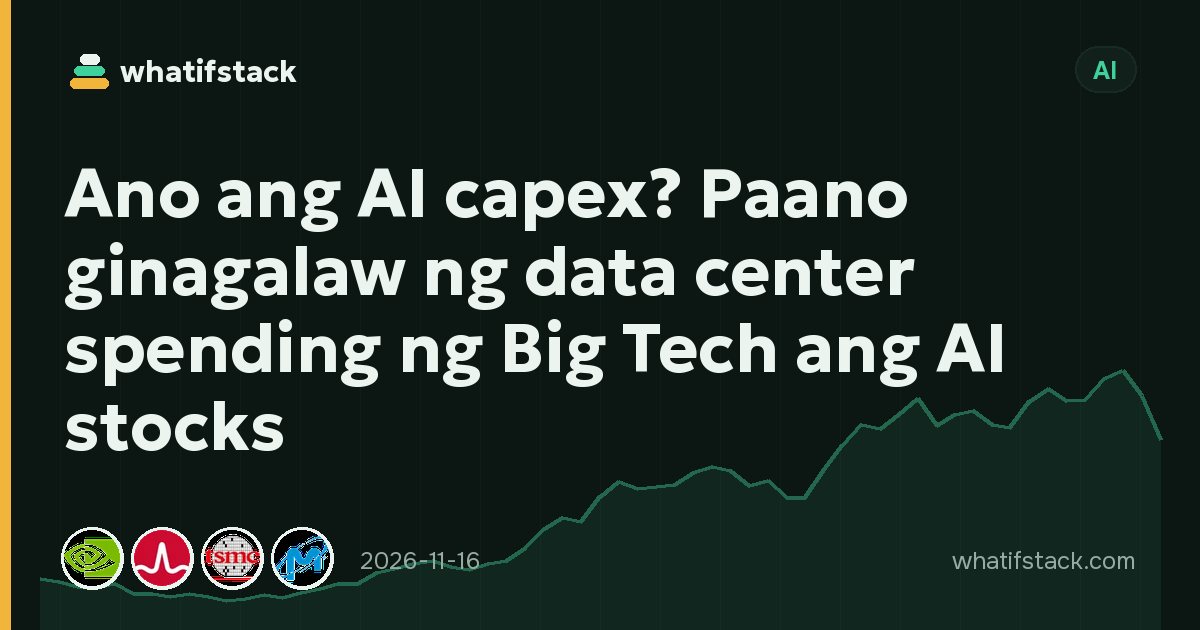 whatifstack
AI
Ano ang AI capex? Paano
ginagalaw ng data center
spending ng Big Tech ang AI
stocks
tsmc
2026-11-16
whatifstack.com